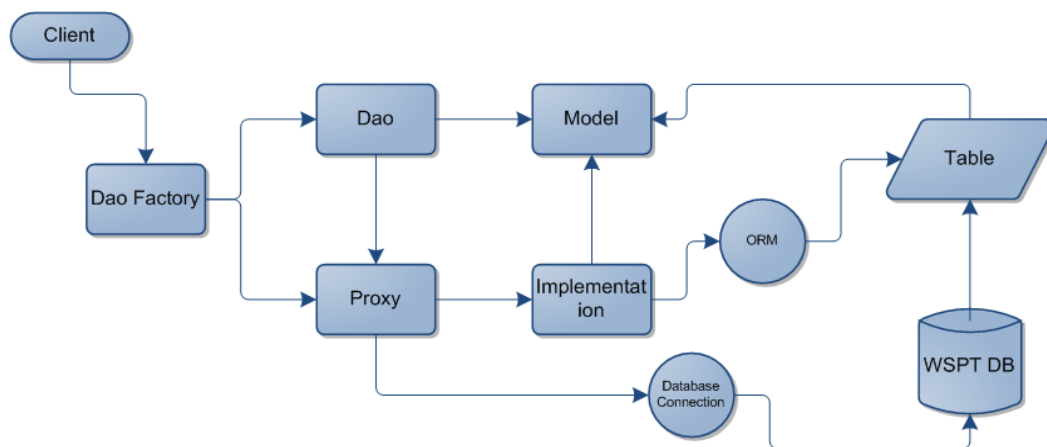 Client
Dao
Model
Table
Dao Factory
ORM
Proxy
Implementat
ion
WSPT DB
Database
Connection